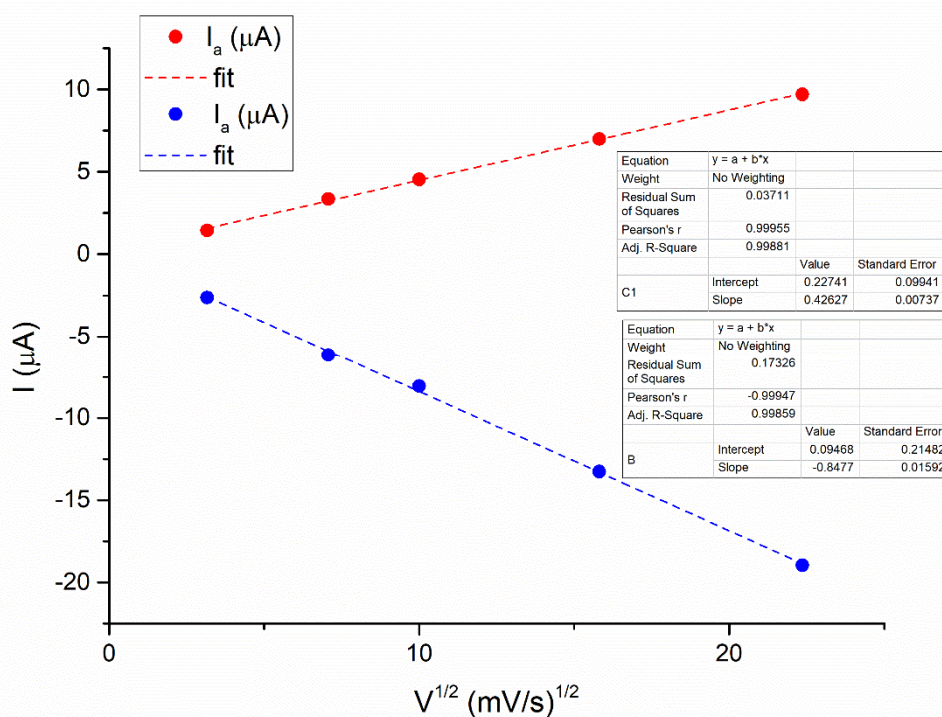 I_a (μA)
fit
I_a (μA)
fit
10
5
0
-5
-10
-15
-20
I (μA)
0
10
20
V^{1/2} (mV/s)^{1/2}
Equation y = a + b*x
Weight No Weighting
Residual Sum of Squares 0.03711
Pearson's r 0.99955
Adj. R-Square 0.99881
Value Standard Error
C1 Intercept 0.22741 0.09941
Slope 0.42627 0.00737
Equation y = a + b*x
Weight No Weighting
Residual Sum of Squares 0.17326
Pearson's r -0.99947
Adj. R-Square 0.99859
Value Standard Error
B Intercept 0.09468 0.21482
Slope -0.8477 0.01592